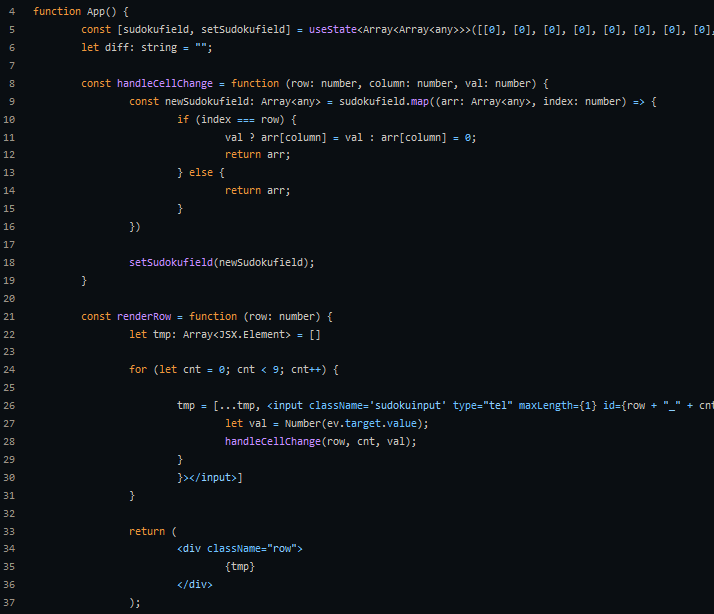 4 function App() {
5 const [sudokufield, setSudokufield] = useState<Array<Array<any>>>([[0], [0], [0], [0], [0], [0], [0], [0],
6 let diff: string = "";
7
8 const handleCellChange = function (row: number, column: number, val: number) {
9 const newSudokufield: Array<any> = sudokufield.map((arr: Array<any>, index: number) => {
10 if (index === row) {
11 val ? arr[column] = val : arr[column] = 0;
12 return arr;
13 } else {
14 return arr;
15 }
16 })
17
18 setSudokufield(newSudokufield);
19 }
20
21 const renderRow = function (row: number) {
22 let tmp: Array<JSX.Element> = []
23
24 for (let cnt = 0; cnt < 9; cnt++) {
25
26 tmp = [...tmp, <input className='sudokuinput' type="tel" maxLength={1} id={row + "_" + cnt
27 let val = Number(ev.target.value);
28 handleCellChange(row, cnt, val);
29 }
30 }></input>]
31 }
32
33 return (
34 <div className="row">
35 {tmp}
36 </div>
37 );